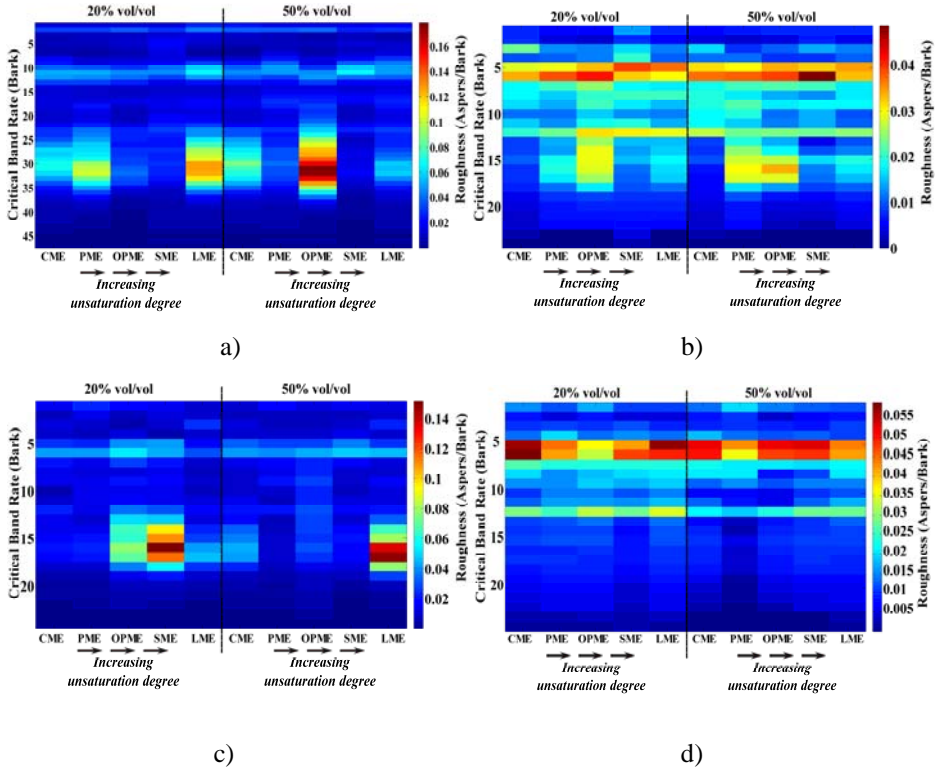 20% vol/vol 50% vol/vol
Critical Band Rate (Bark)
5
10
15
20
25
30
35
40
45
0.16
0.14
0.12
0.1
0.08
0.06
0.04
0.02
Roughness (Aspers/Bark)
CME PME OPME SME LME CME PME OPME SME LME
Increasing
unsaturation degree
Increasing
unsaturation degree
a)
20% vol/vol 50% vol/vol
Critical Band Rate (Bark)
5
10
15
20
0.04
0.03
0.02
0.01
0
Roughness (Aspers/Bark)
CME PME OPME SME LME CME PME OPME SME
Increasing
unsaturation degree
Increasing
unsaturation degree
b)
20% vol/vol 50% vol/vol
Critical Band Rate (Bark)
5
10
15
20
0.14
0.12
0.1
0.08
0.06
0.04
0.02
Roughness (Aspers/Bark)
CME PME OPME SME LME CME PME OPME SME LME
Increasing
unsaturation degree
Increasing
unsaturation degree
c)
20% vol/vol 50% vol/vol
Critical Band Rate (Bark)
5
10
15
20
0.055
0.05
0.045
0.04
0.035
0.03
0.025
0.02
0.015
0.01
0.005
Roughness (Aspers/Bark)
CME PME OPME SME LME CME PME OPME SME LME
Increasing
unsaturation degree
Increasing
unsaturation degree
d)